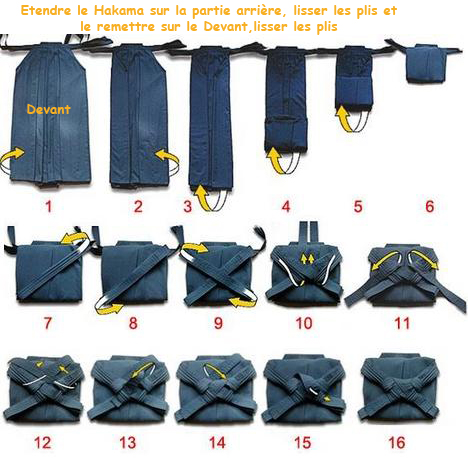 Etendre le Hakama sur la partie arrière, lisser les plis et
le remettre sur le Devant,lisser les plis
Devant
1 2 3 4 5 6
7 8 9 10 11
12 13 14 15 16